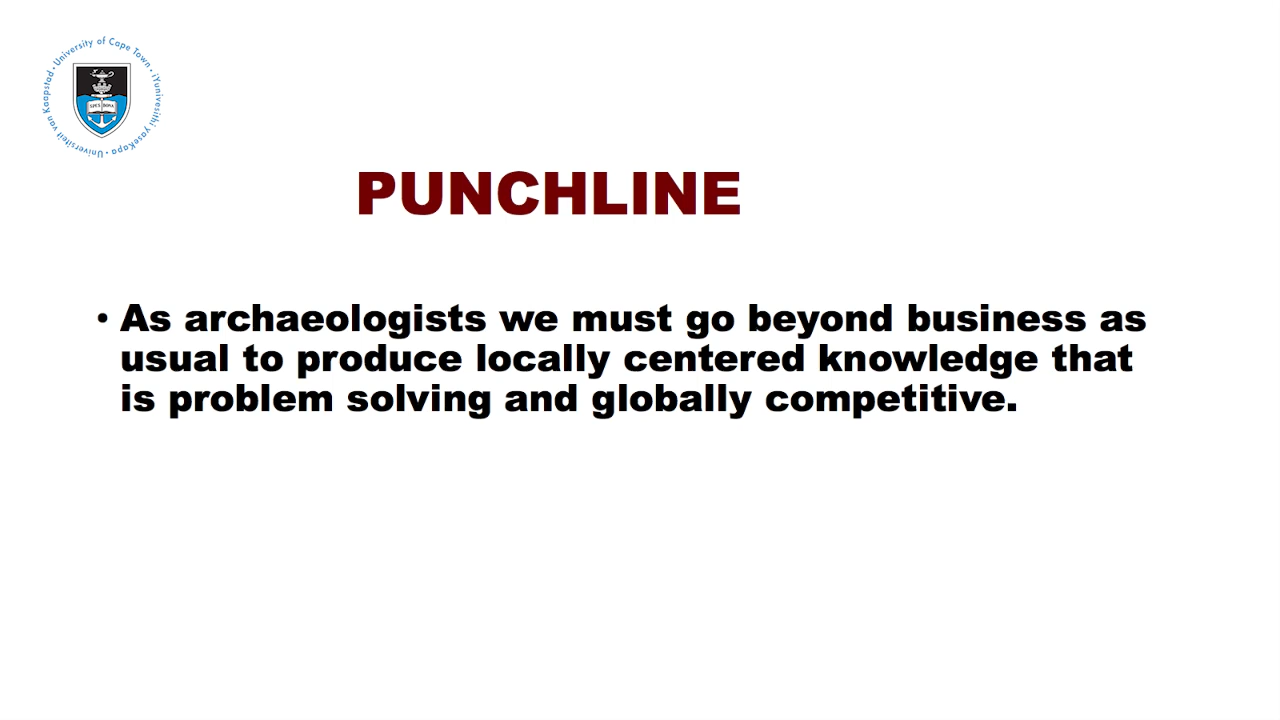 University of Cape Town · iYunivesithi yaseKapa · Universiteit van Kaapstad ·
SPES BONA
PUNCHLINE
• As archaeologists we must go beyond business as
usual to produce locally centered knowledge that
is problem solving and globally competitive.